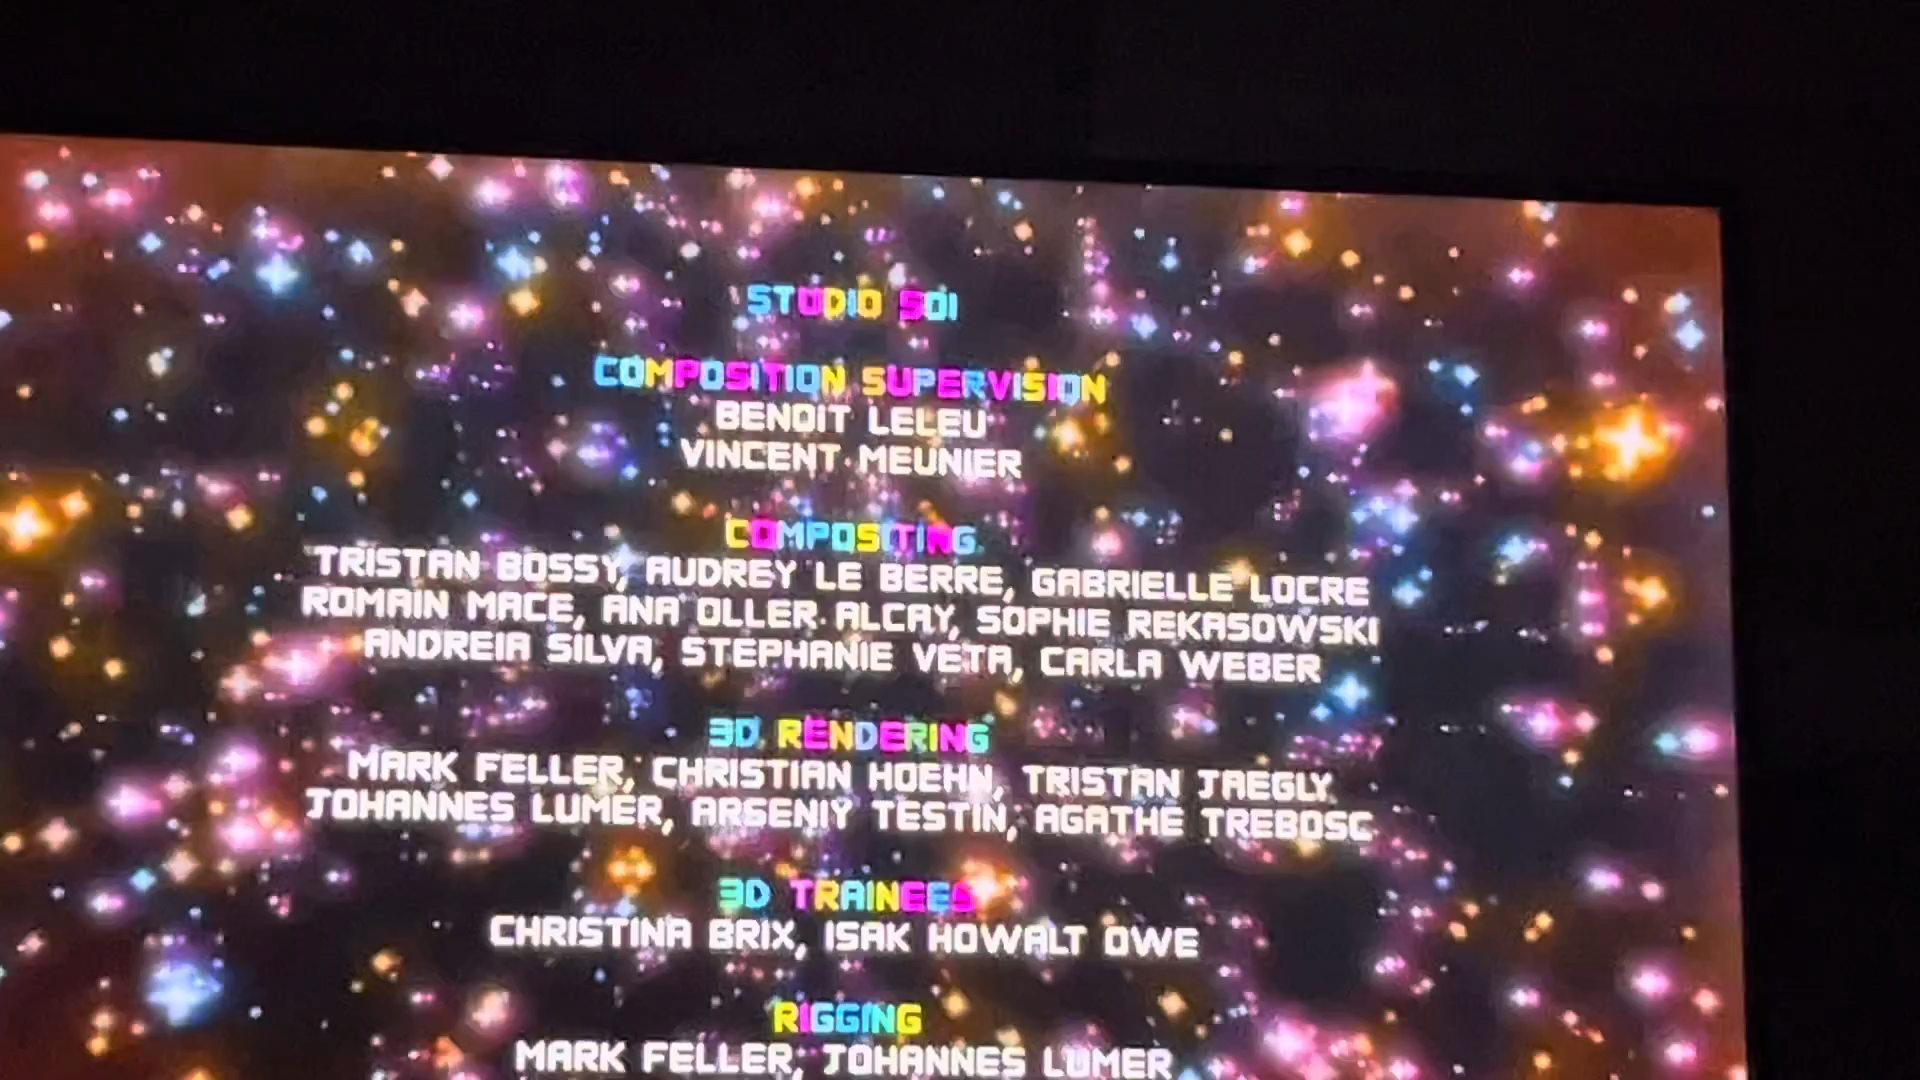 STUDIO SOI
COMPOSITION SUPERVISION
BENOIT LELEU
VINCENT MEUNIER
COMPOSITING
TRISTAN BOSSY, AUDREY LE BERRE, GABRIELLE LOCRE
ROMAIN MACE, ANA OLLER ALCAY, SOPHIE REKASOWSKI
ANDREIA SILVA, STEPHANIE VETA, CARLA WEBER
3D RENDERING
MARK FELLER, CHRISTIAN HOEHN, TRISTAN JAEGLY
JOHANNES LUMER, ARSENIY TESTIN, AGATHE TREBOSC
3D TRAINEES
CHRISTINA BRIX, ISAK HOWALT OWE
RIGGING
MARK FELLER, JOHANNES LUMER